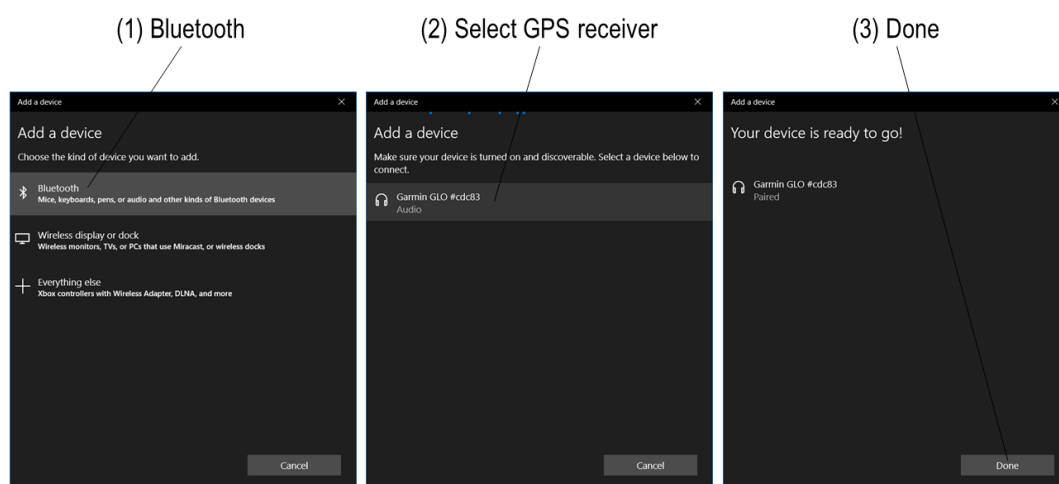 (1) Bluetooth
(2) Select GPS receiver
(3) Done
Add a device
Add a device
Choose the kind of device you want to add.
Bluetooth
Mice, keyboards, pens, or audio and other kinds of Bluetooth devices
Wireless display or dock
Wireless monitors, TVs, or PCs that use Miracast, or wireless docks
Everything else
Xbox controllers with Wireless Adapter, DLNA, and more
Cancel
Add a device
Add a device
Make sure your device is turned on and discoverable. Select a device below to
connect.
Garmin GLO #cdc83
Audio
Cancel
Add a device
Your device is ready to go!
Garmin GLO #cdc83
Paired
Done